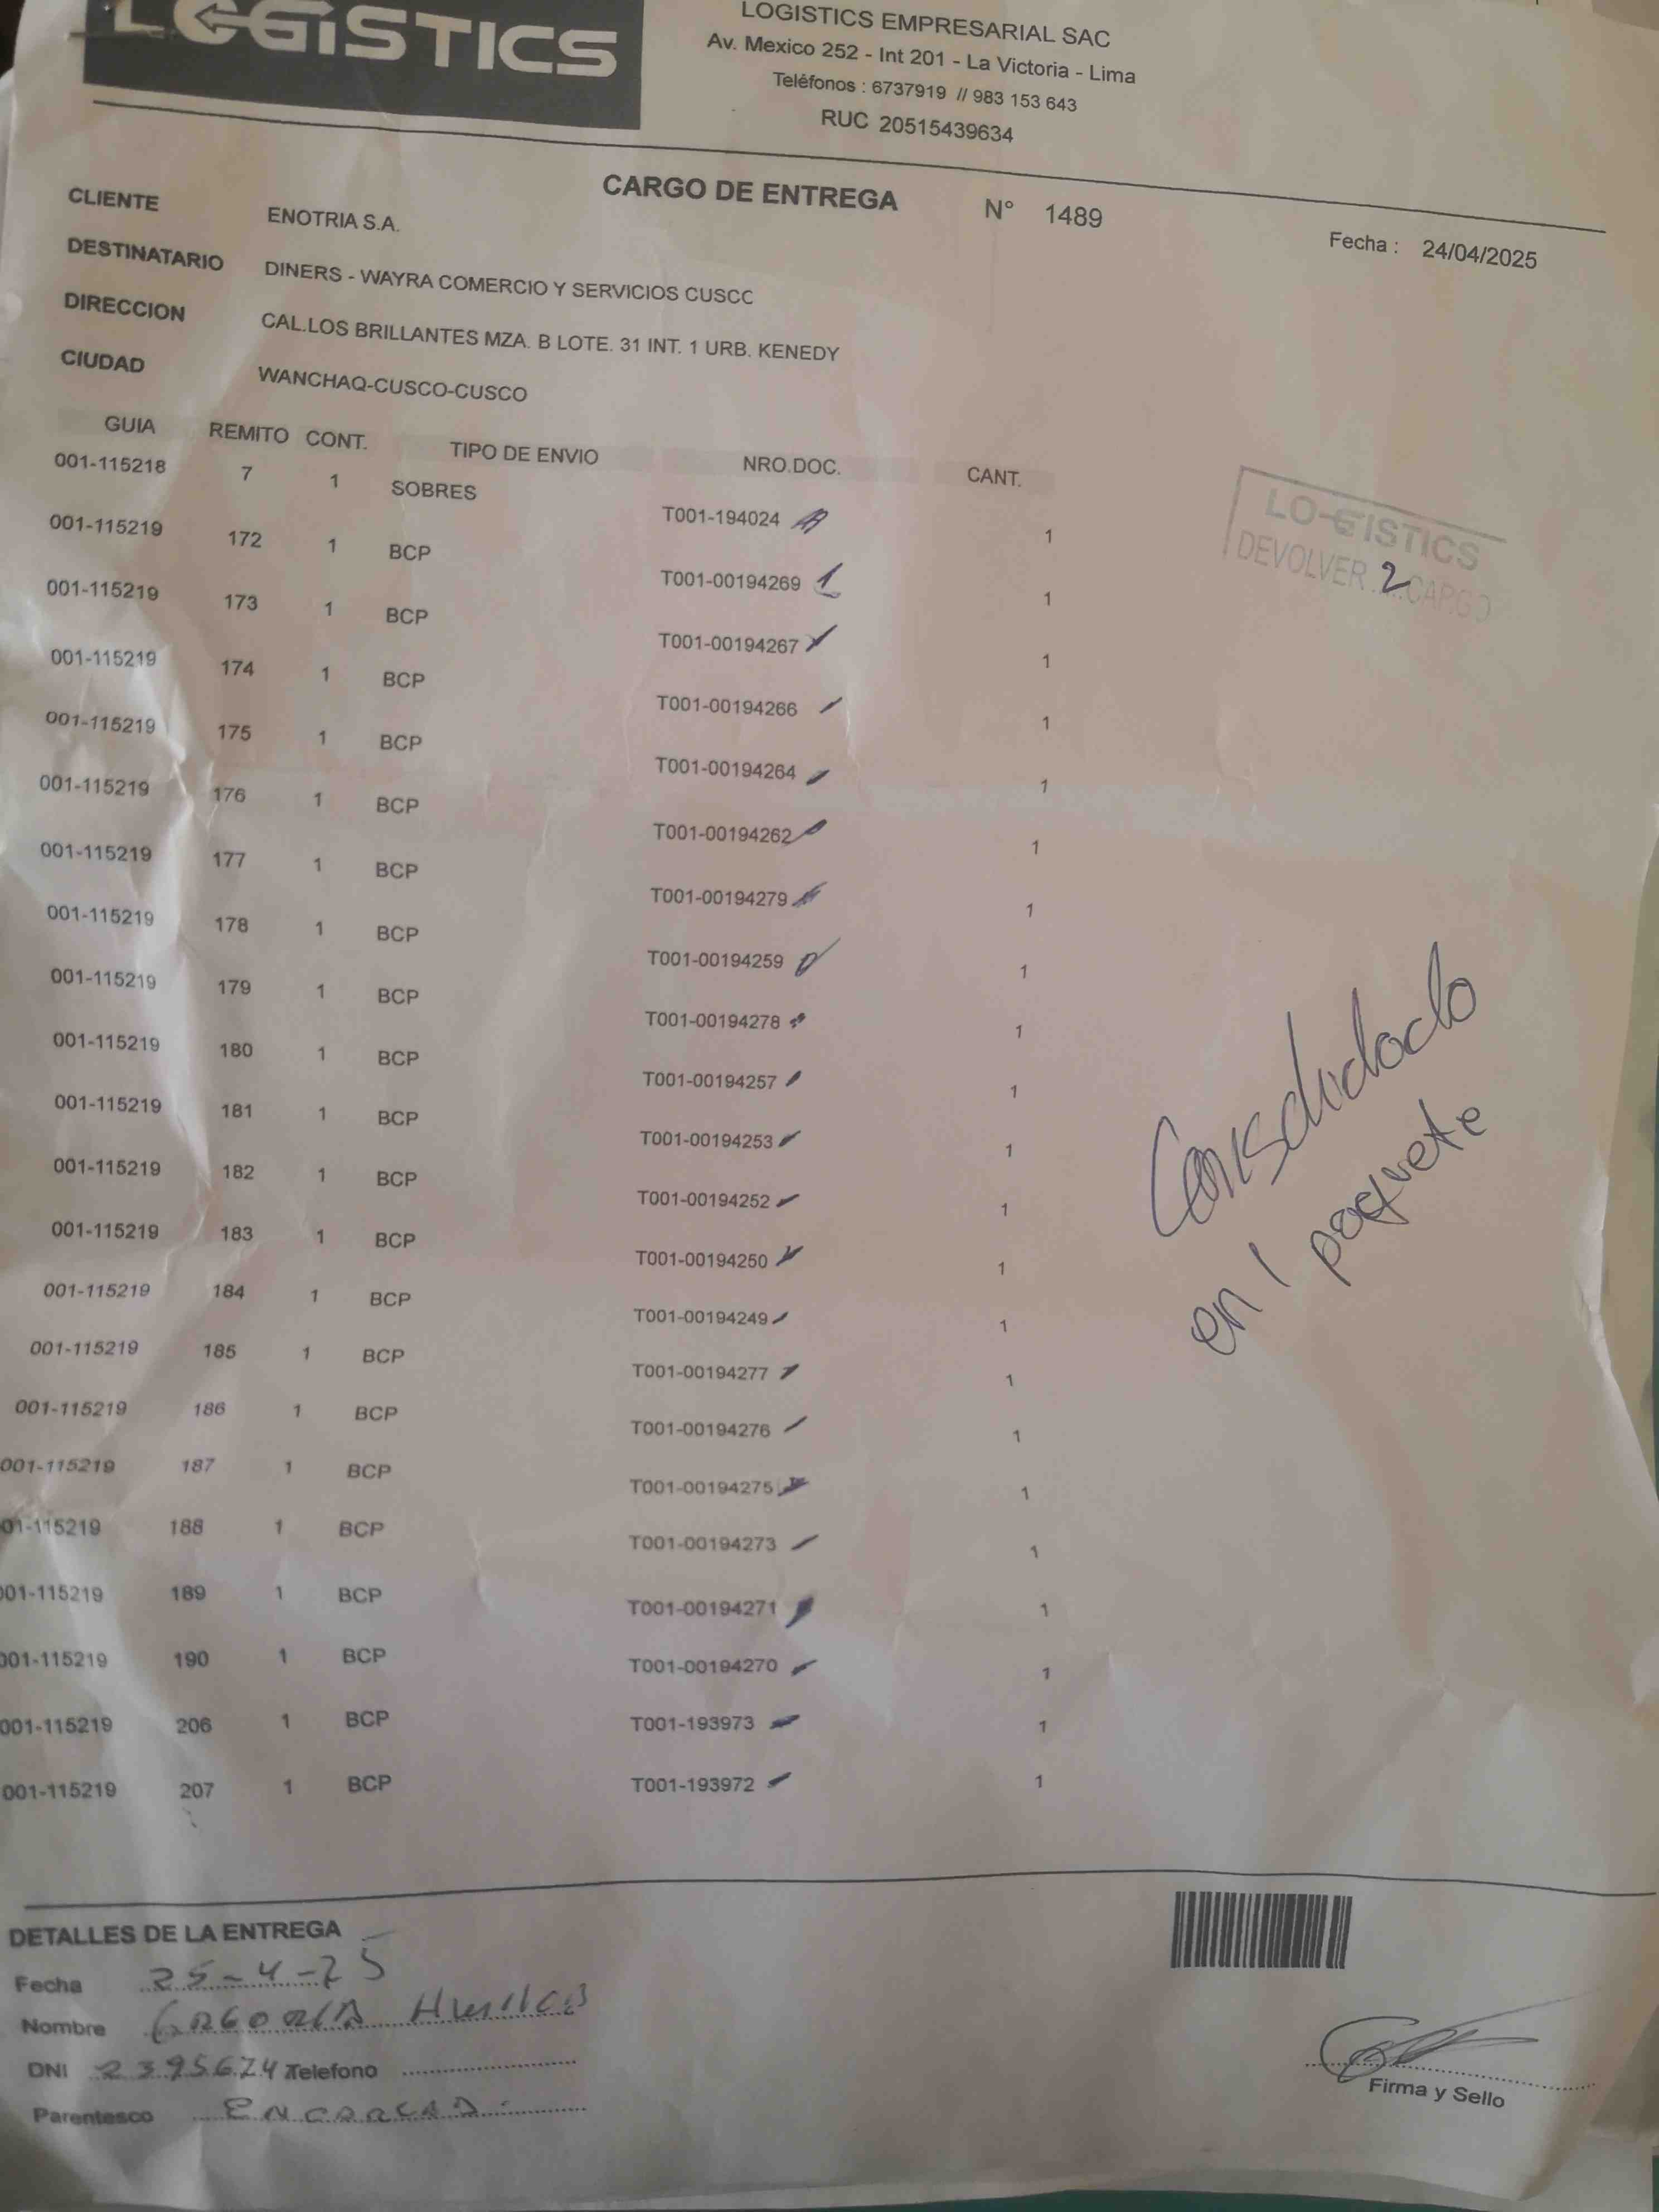 LOGISTICS
LOGISTICS EMPRESARIAL SAC
Av. Mexico 252 - Int 201 - La Victoria - Lima
Teléfonos : 6737919 // 983 153 643
RUC 20515439634
CARGO DE ENTREGA N° 1489
Fecha : 24/04/2025
CLIENTE ENOTRIA S.A.
DESTINATARIO DINERS - WAYRA COMERCIO Y SERVICIOS CUSCC
DIRECCION CAL.LOS BRILLANTES MZA. B LOTE. 31 INT. 1 URB. KENEDY
CIUDAD WANCHAQ-CUSCO-CUSCO
GUIA REMITO CONT. TIPO DE ENVIO NRO.DOC. CANT.
001-115218 7 1 SOBRES T001-194024 1
001-115219 172 1 BCP T001-00194269 1
001-115219 173 1 BCP T001-00194267 1
001-115219 174 1 BCP T001-00194266 1
001-115219 175 1 BCP T001-00194264 1
001-115219 176 1 BCP T001-00194262 1
001-115219 177 1 BCP T001-00194279 1
001-115219 178 1 BCP T001-00194259 1
001-115219 179 1 BCP T001-00194278 1
001-115219 180 1 BCP T001-00194257 1
001-115219 181 1 BCP T001-00194253 1
001-115219 182 1 BCP T001-00194252 1
001-115219 183 1 BCP T001-00194250 1
001-115219 184 1 BCP T001-00194249 1
001-115219 185 1 BCP T001-00194277 1
001-115219 186 1 BCP T001-00194276 1
001-115219 187 1 BCP T001-00194275 1
01-115219 188 1 BCP T001-00194273 1
001-115219 189 1 BCP T001-00194271 1
001-115219 190 1 BCP T001-00194270 1
001-115219 206 1 BCP T001-193973 1
001-115219 207 1 BCP T001-193972 1
LOGISTICS
DEVOLVER 2 CARGO
Consolidado
en 1 paquete
DETALLES DE LA ENTREGA
Fecha 25-4-25
Nombre
DNI Telefono
Parentesco
Firma y Sello